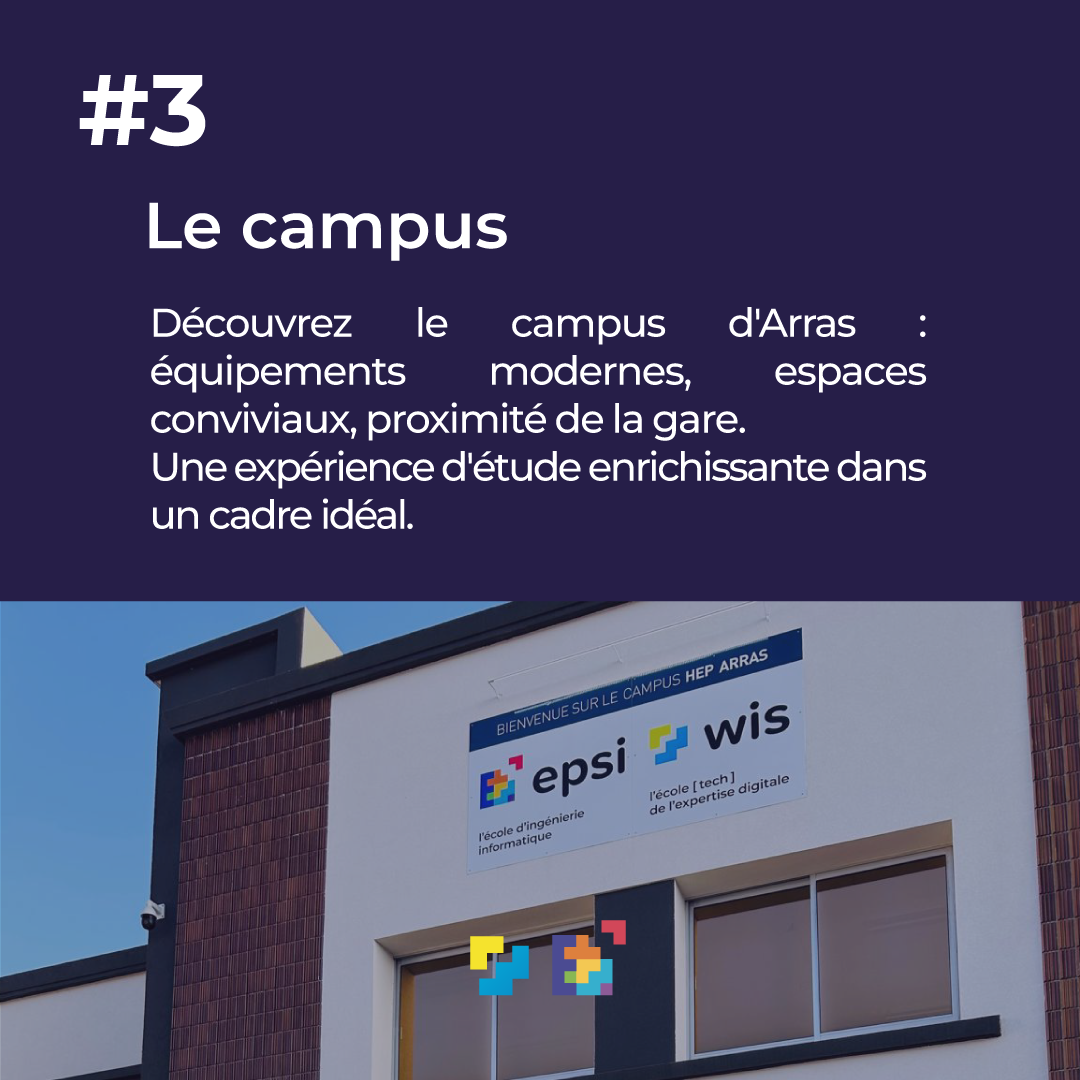 #3
Le campus
Découvrez le campus d'Arras :
équipements modernes, espaces
conviviaux, proximité de la gare.
Une expérience d'étude enrichissante dans
un cadre idéal.
BIENVENUE SUR LE CAMPUS HEP ARRAS
epsi
l'école d'ingénierie
informatique
wis
l'école [tech]
de l'expertise digitale